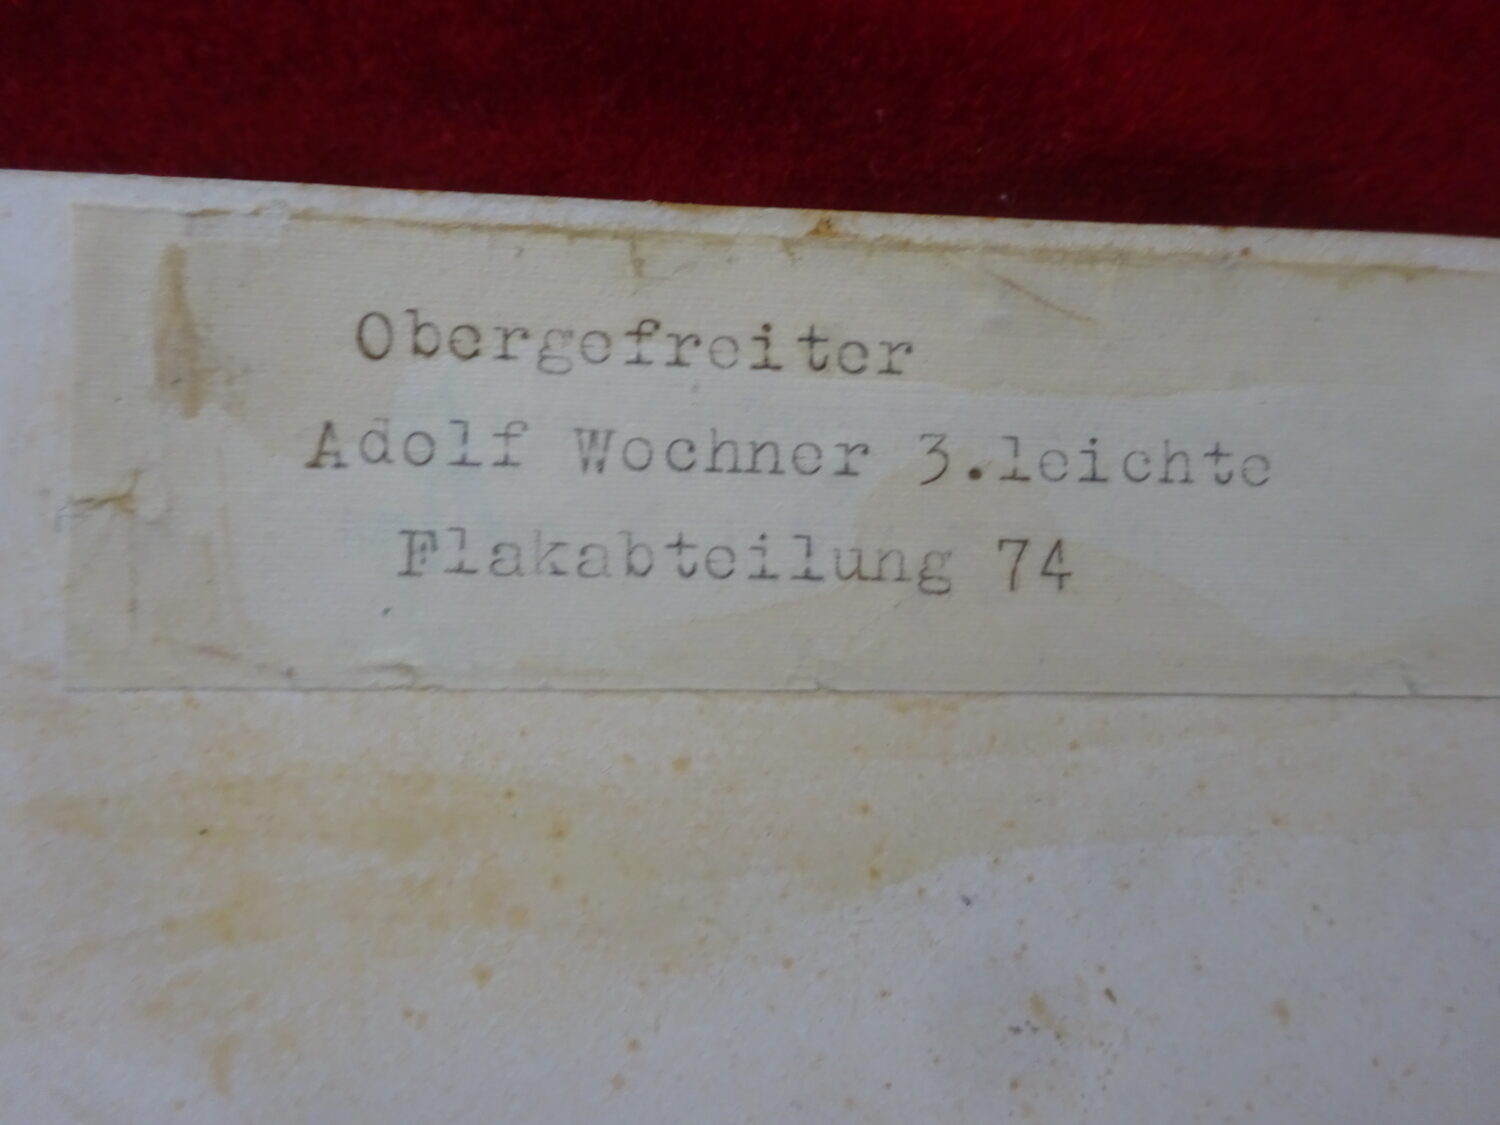 Obergefreiter
Adolf Wochner 3.leichte
Flakabteilung 74